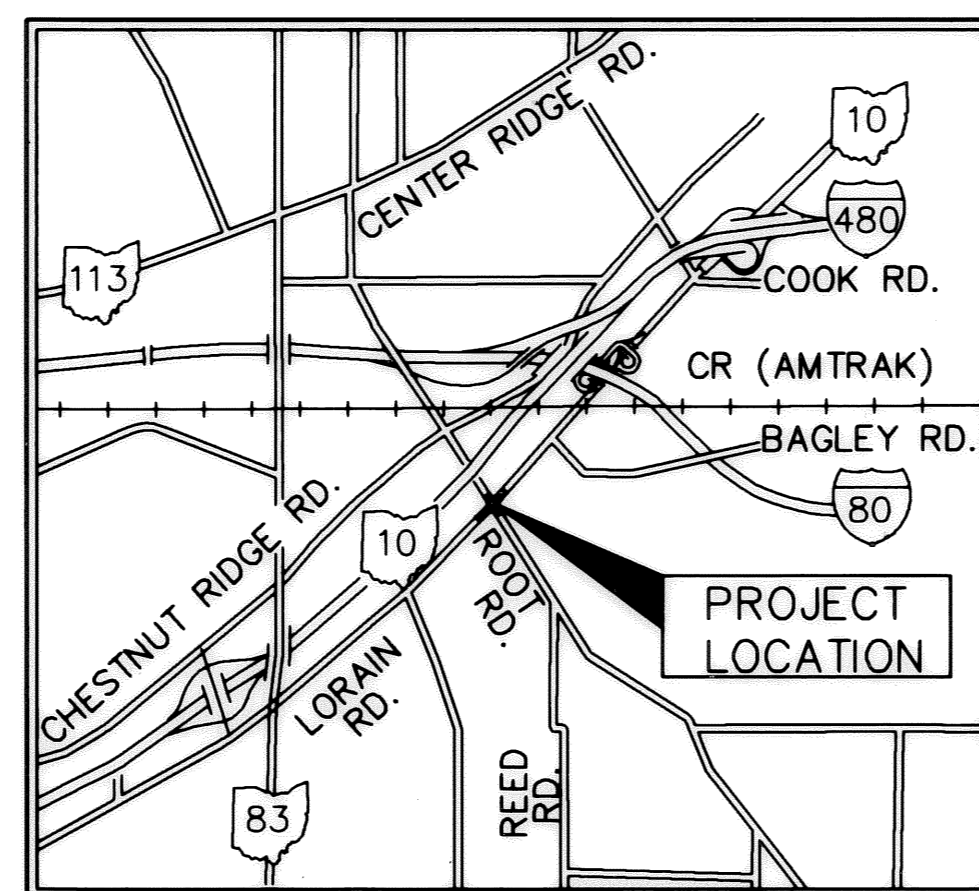 CENTER RIDGE RD.
10
480
113
COOK RD.
CR (AMTRAK)
BAGLEY RD.
80
CHESTNUT RIDGE RD.
10
ROOT
RD.
PROJECT
LOCATION
LORAIN
RD.
REED
RD.
83